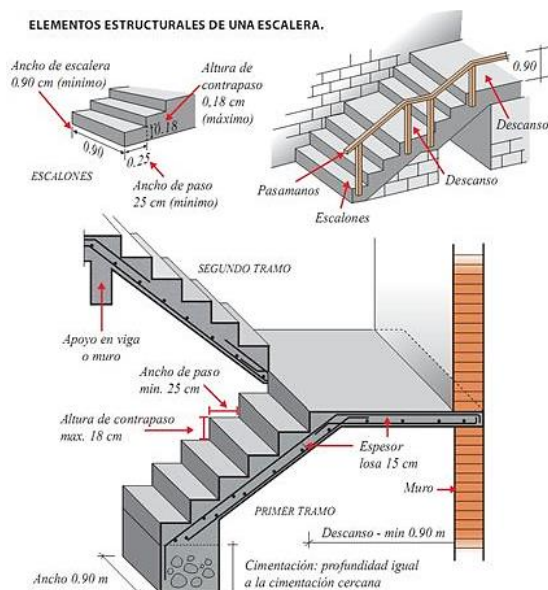 ELEMENTOS ESTRUCTURALES DE UNA ESCALERA.
Ancho de escalera
0.90 cm (mínimo)
Altura de
contrapaso
0,18 cm
(máximo)
0.18
0.90
0.25
ESCALONES
Ancho de paso
25 cm (mínimo)
0.90
Descanso
Descanso
Pasamanos
Escalones
SEGUNDO TRAMO
Apoyo en viga
o muro
Ancho de paso
min. 25 cm
Altura de contrapaso
max. 18 cm
Espesor
losa 15 cm
Muro
PRIMER TRAMO
Descanso - min 0.90 m
Ancho 0.90 m
Cimentación: profundidad igual
a la cimentación cercana